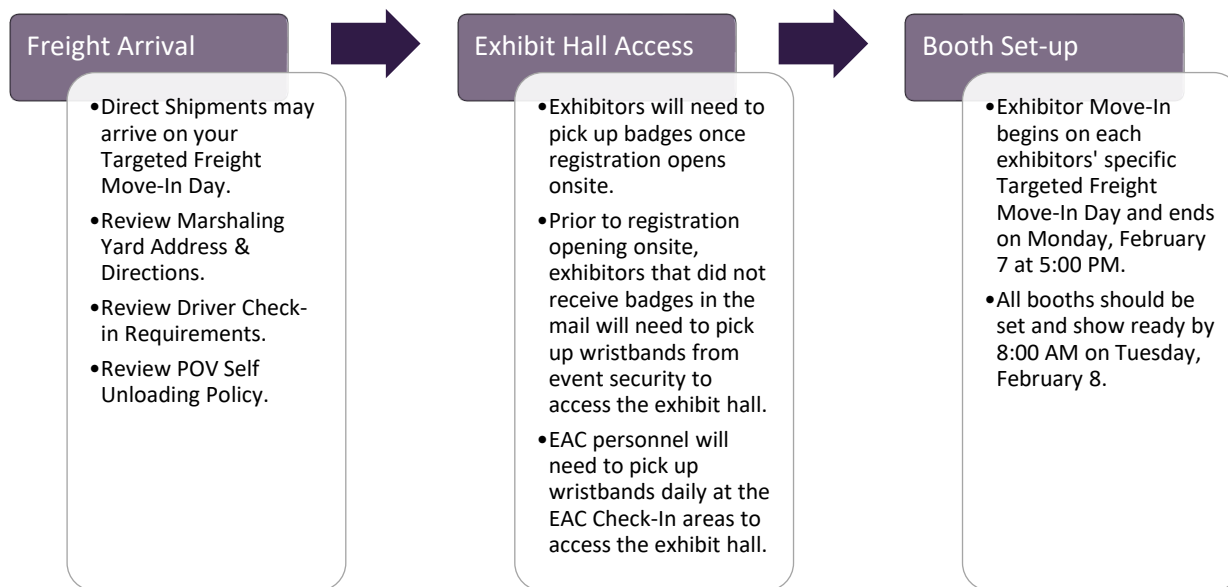 Freight Arrival
•Direct Shipments may
arrive on your
Targeted Freight
Move-In Day.
•Review Marshaling
Yard Address &
Directions.
•Review Driver Check-
in Requirements.
•Review POV Self
Unloading Policy.
Exhibit Hall Access
•Exhibitors will need to
pick up badges once
registration opens
onsite.
•Prior to registration
opening onsite,
exhibitors that did not
receive badges in the
mail will need to pick
up wristbands from
event security to
access the exhibit hall.
•EAC personnel will
need to pick up
wristbands daily at the
EAC Check-In areas to
access the exhibit hall.
Booth Set-up
•Exhibitor Move-In
begins on each
exhibitors' specific
Targeted Freight
Move-In Day and ends
on Monday, February
7 at 5:00 PM.
•All booths should be
set and show ready by
8:00 AM on Tuesday,
February 8.